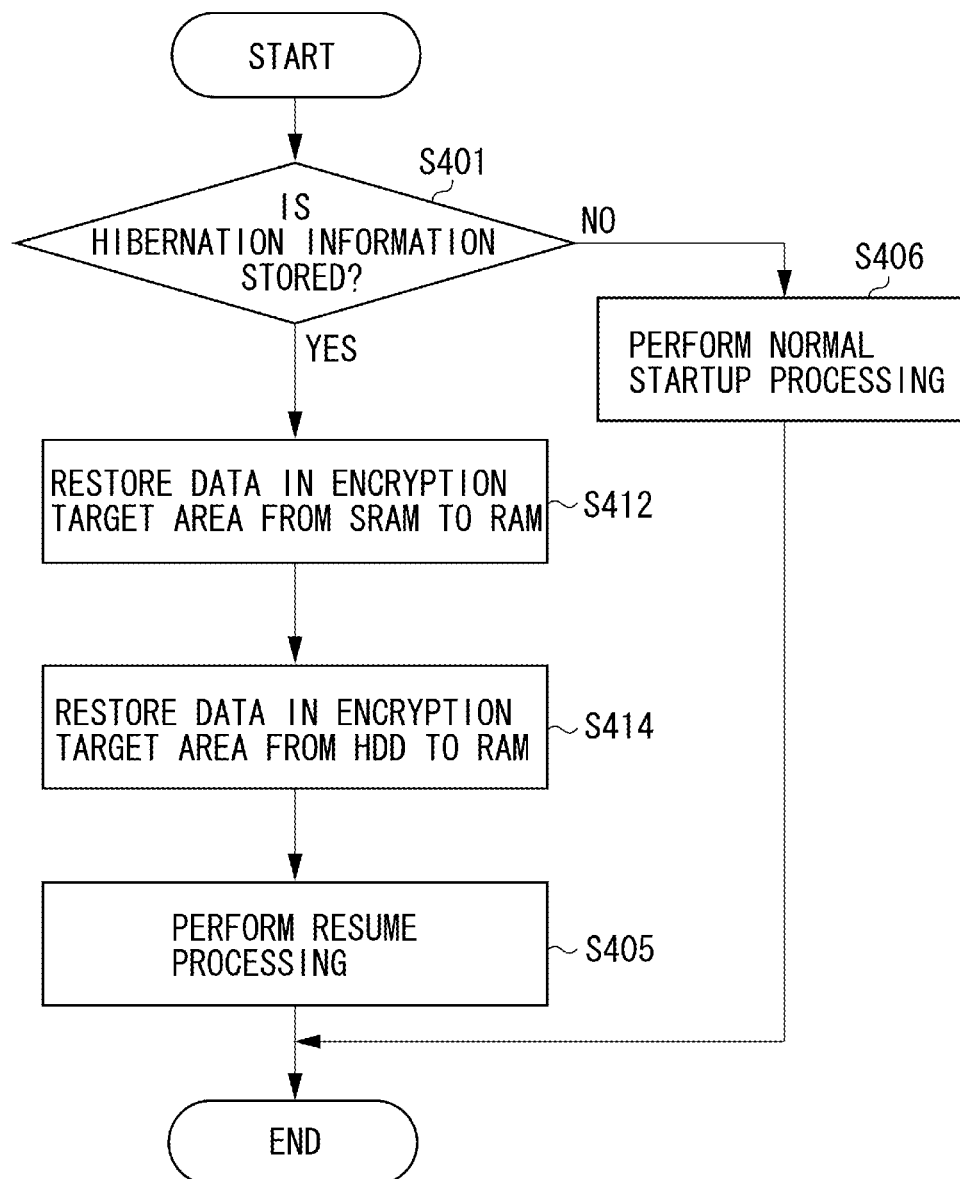 START
S401
IS
HIBERNATION INFORMATION
STORED?
NO
S406
PERFORM NORMAL
STARTUP PROCESSING
YES
RESTORE DATA IN ENCRYPTION
TARGET AREA FROM SRAM TO RAM
S412
RESTORE DATA IN ENCRYPTION
TARGET AREA FROM HDD TO RAM
S414
PERFORM RESUME
PROCESSING
S405
END